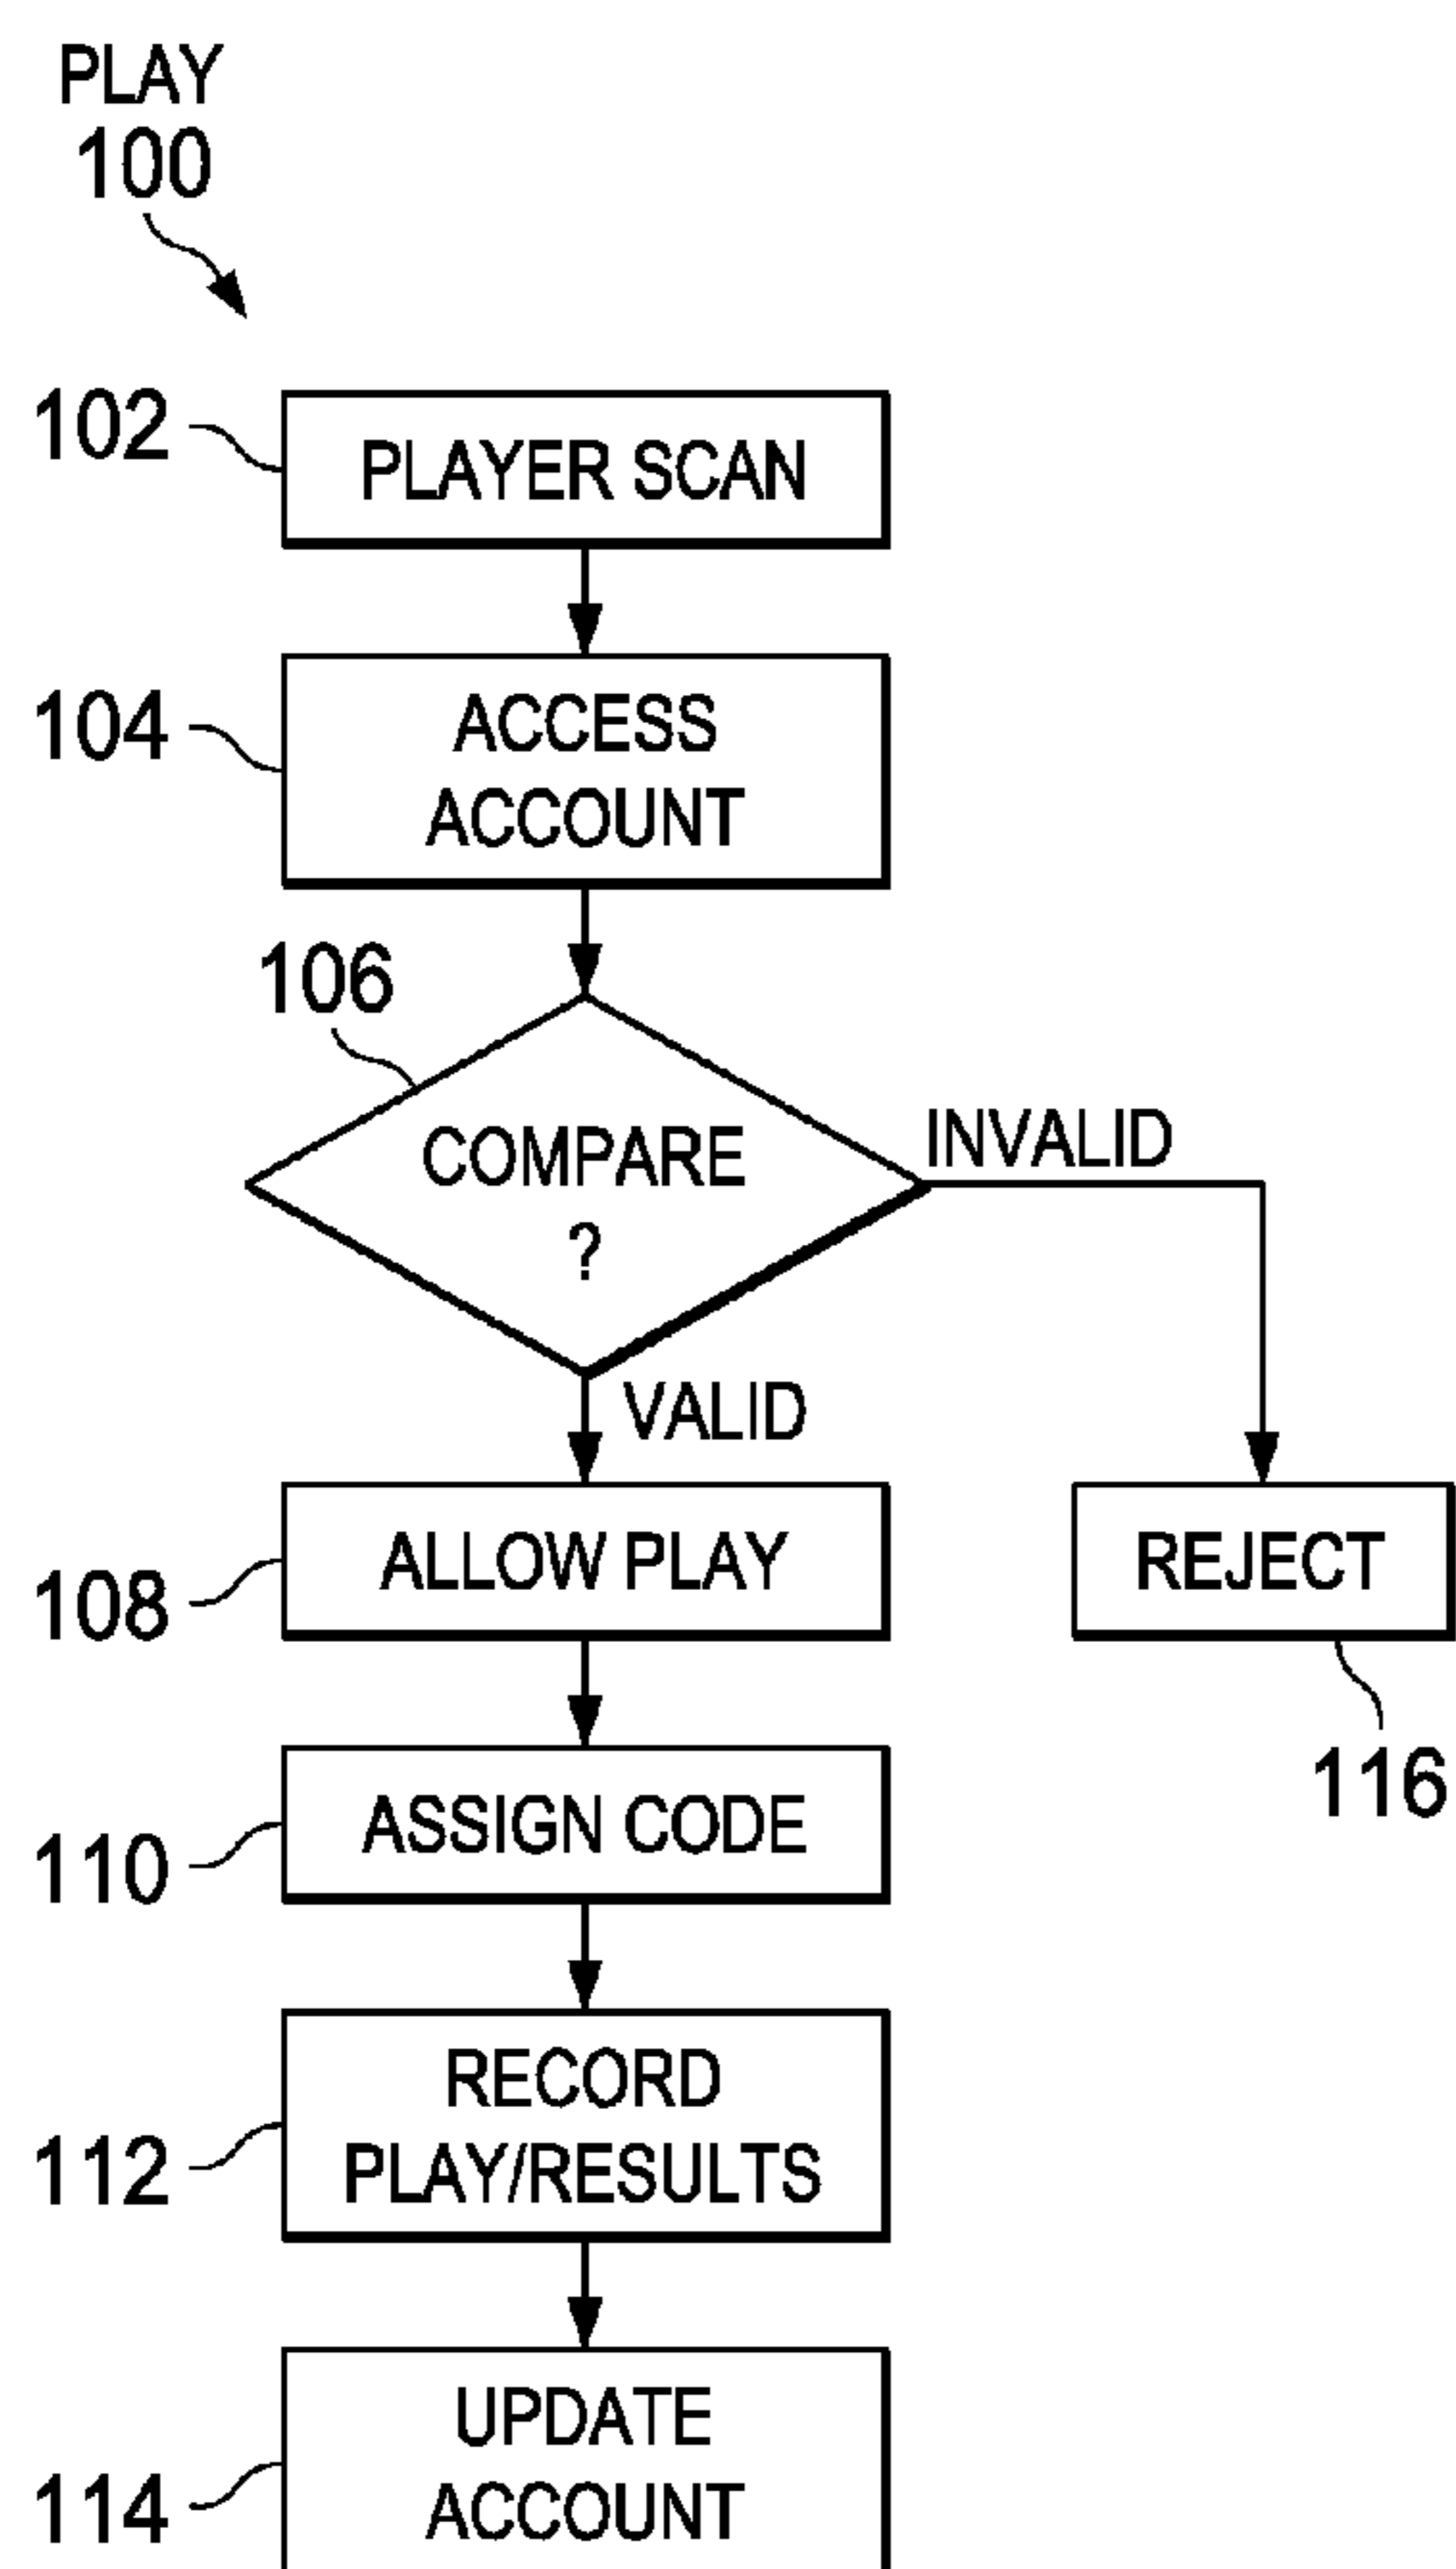 PLAY
100
102
PLAYER SCAN
104
ACCESS
ACCOUNT
106
COMPARE
?
INVALID
VALID
108
ALLOW PLAY
REJECT
116
110
ASSIGN CODE
112
RECORD
PLAY/RESULTS
114
UPDATE
ACCOUNT